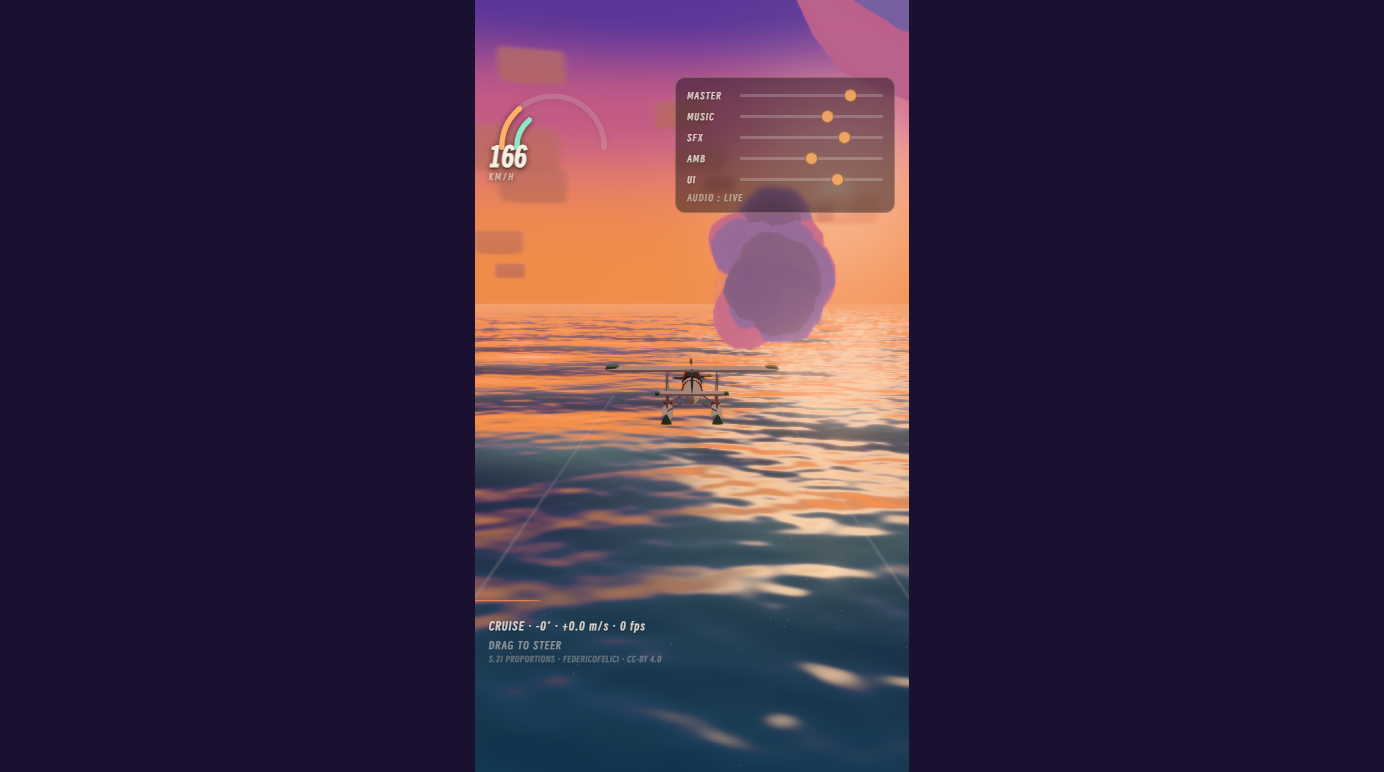 MASTER
MUSIC
SFX
AMB
UI
AUDIO : LIVE
166
KM/H
CRUISE · -0° · +0.0 m/s · 0 fps
DRAG TO STEER
S.21 PROPORTIONS · FEDERICOFELICI · CC-BY 4.0